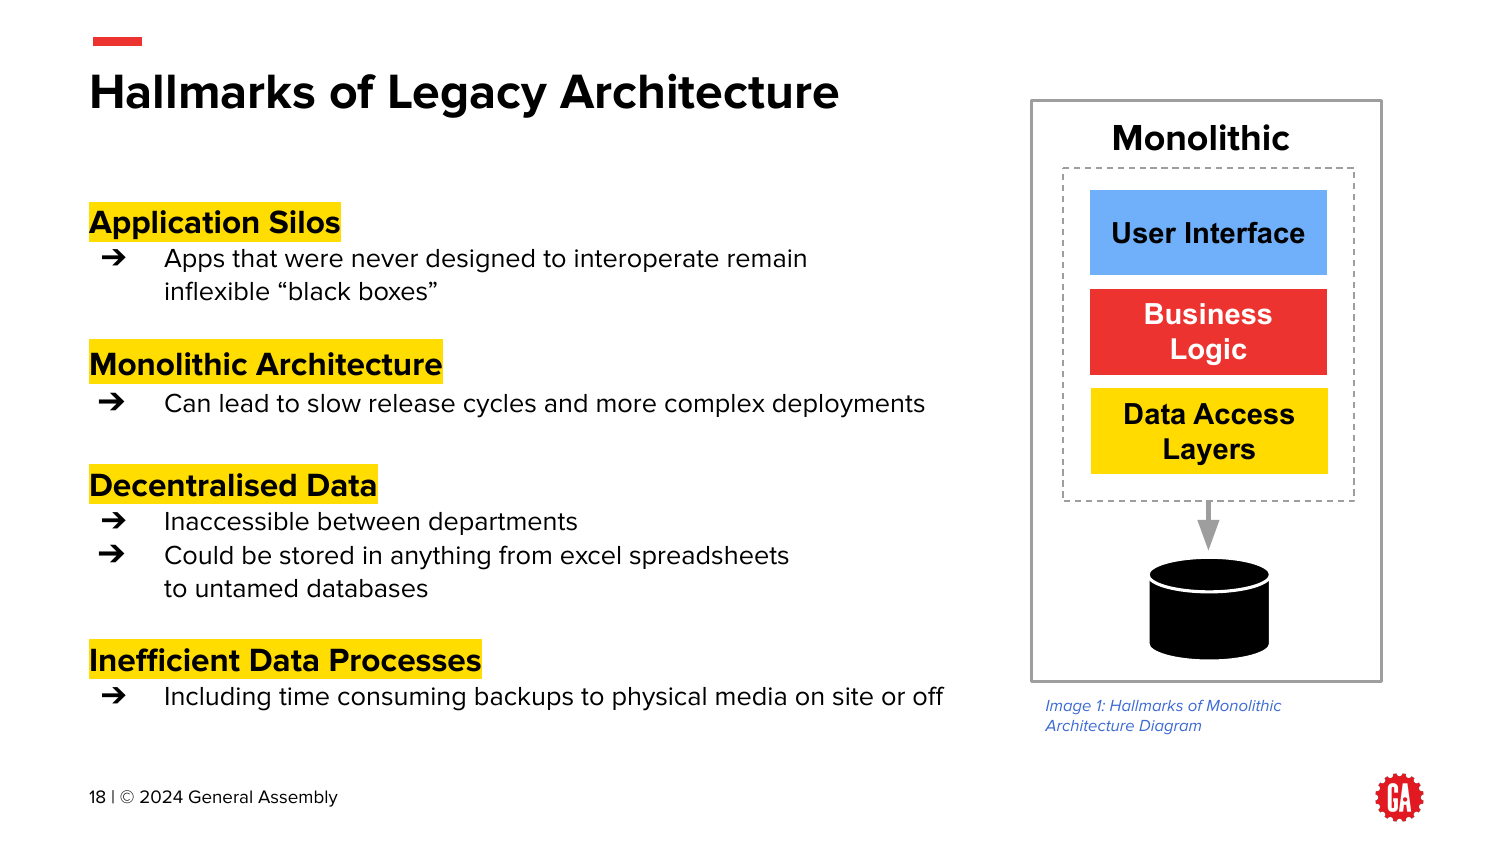 Hallmarks of Legacy Architecture
Application Silos
➔ Apps that were never designed to interoperate remain
inflexible “black boxes”
Monolithic Architecture
➔ Can lead to slow release cycles and more complex deployments
Decentralised Data
➔ Inaccessible between departments
➔ Could be stored in anything from excel spreadsheets
to untamed databases
Inefficient Data Processes
➔ Including time consuming backups to physical media on site or off
Monolithic
User Interface
Business
Logic
Data Access
Layers
Image 1: Hallmarks of Monolithic
Architecture Diagram
18 | © 2024 General Assembly
GA